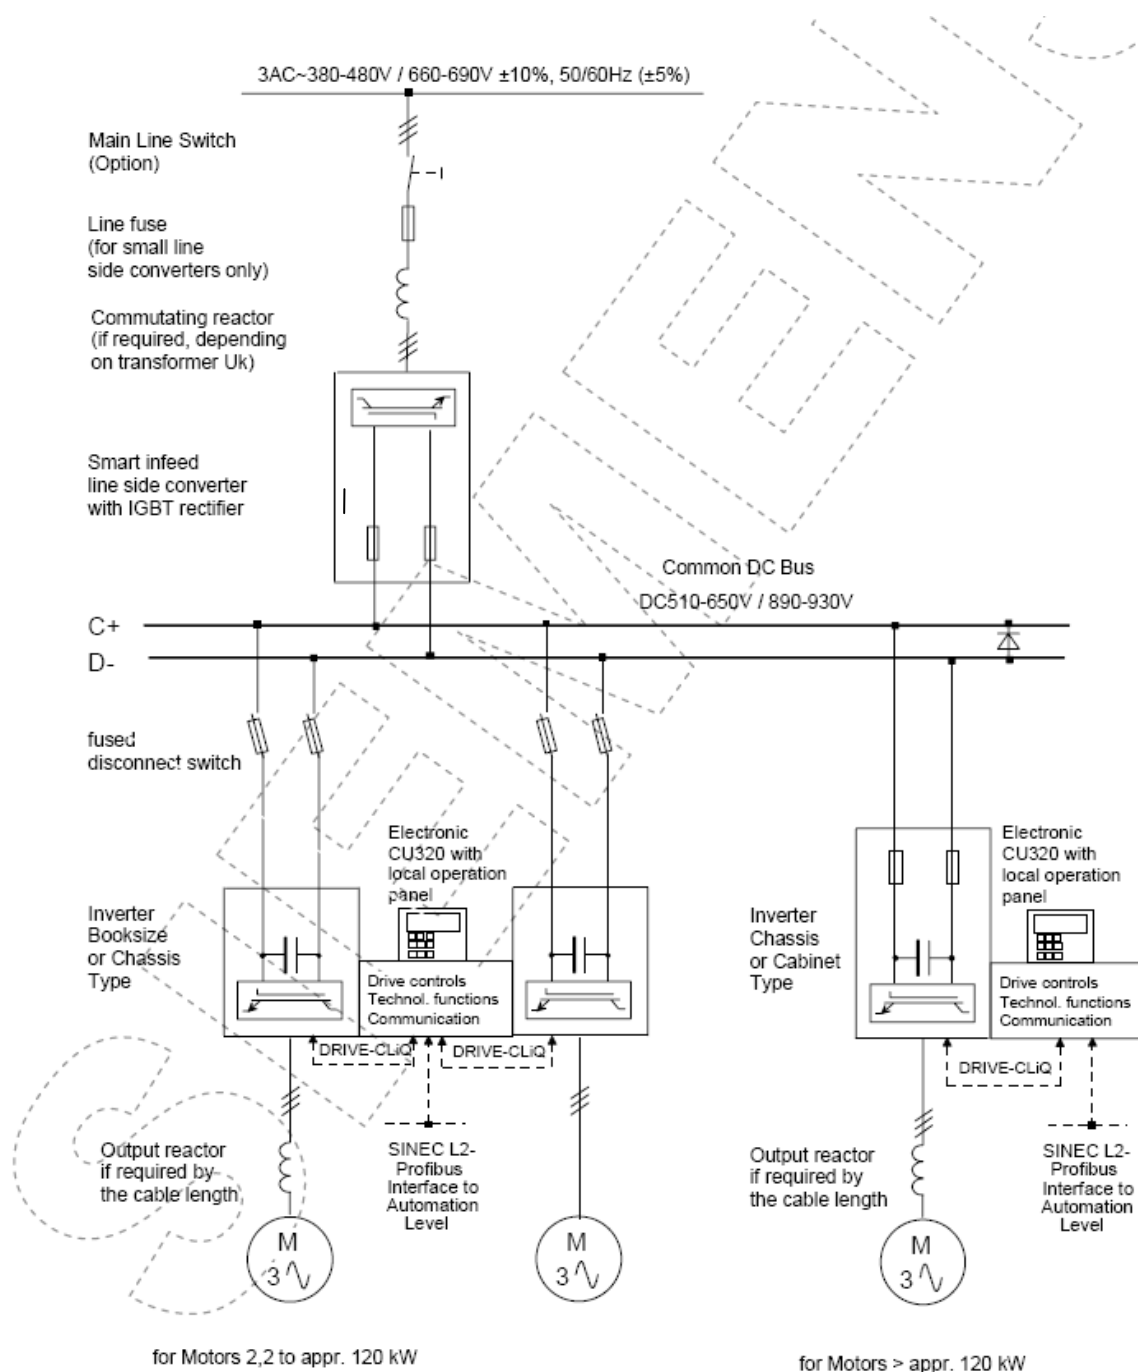 3AC~380-480V / 660-690V ±10%, 50/60Hz (±5%)
Main Line Switch
(Option)
Line fuse
(for small line
side converters only)
Commutating reactor
(if required, depending
on transformer Uk)
Smart infeed
line side converter
with IGBT rectifier
Common DC Bus
DC510-650V / 890-930V
C+
D-
fused
disconnect switch
Electronic
CU320 with
local operation
panel
Inverter
Booksize
or Chassis
Type
Drive controls
Technol. functions
Communication
DRIVE-CLiQ
DRIVE-CLiQ
Output reactor
if required by
the cable length
SINEC L2-
Profibus
Interface to
Automation
Level
M
3
M
3
for Motors 2,2 to appr. 120 kW
Electronic
CU320 with
local operation
panel
Inverter
Chassis
or Cabinet
Type
Drive controls
Technol. functions
Communication
DRIVE-CLiQ
Output reactor
if required by
the cable length
SINEC L2-
Profibus
Interface to
Automation
Level
M
3
for Motors > appr. 120 kW
SIEMENS